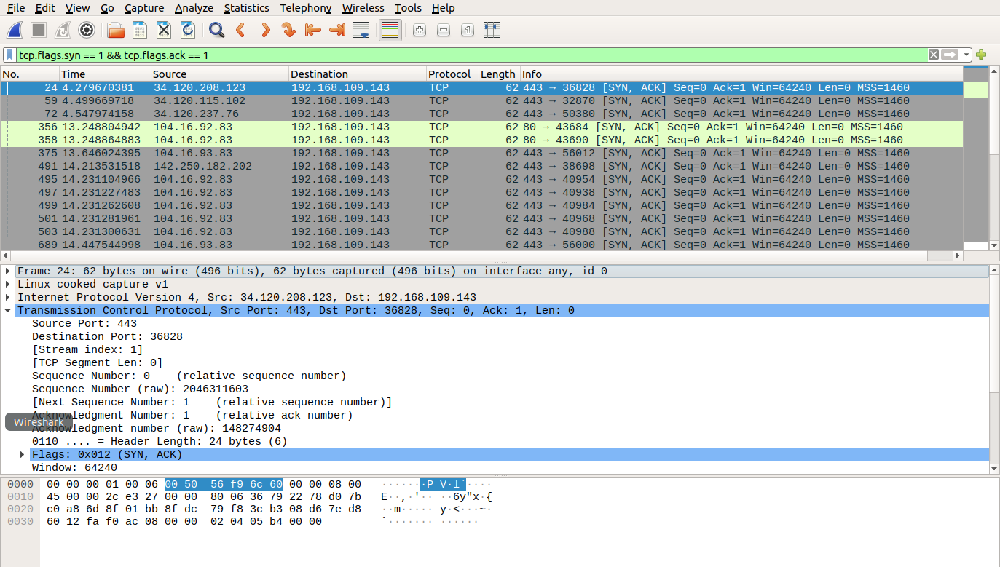 File Edit View Go Capture Analyze Statistics Telephony Wireless Tools Help
tcp.flags.syn == 1 && tcp.flags.ack == 1
No. Time Source Destination Protocol Length Info
24 4.279670381 34.120.208.123 192.168.109.143 TCP 62 443 → 36828 [SYN, ACK] Seq=0 Ack=1 Win=64240 Len=0 MSS=1460
59 4.499669718 34.120.115.102 192.168.109.143 TCP 62 443 → 32870 [SYN, ACK] Seq=0 Ack=1 Win=64240 Len=0 MSS=1460
72 4.547974158 34.120.237.76 192.168.109.143 TCP 62 443 → 50380 [SYN, ACK] Seq=0 Ack=1 Win=64240 Len=0 MSS=1460
356 13.248804942 104.16.92.83 192.168.109.143 TCP 62 80 → 43684 [SYN, ACK] Seq=0 Ack=1 Win=64240 Len=0 MSS=1460
358 13.248864883 104.16.92.83 192.168.109.143 TCP 62 80 → 43690 [SYN, ACK] Seq=0 Ack=1 Win=64240 Len=0 MSS=1460
375 13.646024395 104.16.93.83 192.168.109.143 TCP 62 443 → 56012 [SYN, ACK] Seq=0 Ack=1 Win=64240 Len=0 MSS=1460
491 14.213531518 142.250.182.202 192.168.109.143 TCP 62 443 → 38698 [SYN, ACK] Seq=0 Ack=1 Win=64240 Len=0 MSS=1460
495 14.231104966 104.16.92.83 192.168.109.143 TCP 62 443 → 40954 [SYN, ACK] Seq=0 Ack=1 Win=64240 Len=0 MSS=1460
497 14.231227483 104.16.92.83 192.168.109.143 TCP 62 443 → 40938 [SYN, ACK] Seq=0 Ack=1 Win=64240 Len=0 MSS=1460
499 14.231262608 104.16.92.83 192.168.109.143 TCP 62 443 → 40984 [SYN, ACK] Seq=0 Ack=1 Win=64240 Len=0 MSS=1460
501 14.231281961 104.16.92.83 192.168.109.143 TCP 62 443 → 40968 [SYN, ACK] Seq=0 Ack=1 Win=64240 Len=0 MSS=1460
503 14.231300631 104.16.92.83 192.168.109.143 TCP 62 443 → 40988 [SYN, ACK] Seq=0 Ack=1 Win=64240 Len=0 MSS=1460
689 14.447544998 104.16.93.83 192.168.109.143 TCP 62 443 → 56000 [SYN, ACK] Seq=0 Ack=1 Win=64240 Len=0 MSS=1460
Frame 24: 62 bytes on wire (496 bits), 62 bytes captured (496 bits) on interface any, id 0
Linux cooked capture v1
Internet Protocol Version 4, Src: 34.120.208.123, Dst: 192.168.109.143
Transmission Control Protocol, Src Port: 443, Dst Port: 36828, Seq: 0, Ack: 1, Len: 0
Source Port: 443
Destination Port: 36828
[Stream index: 1]
[TCP Segment Len: 0]
Sequence Number: 0 (relative sequence number)
Sequence Number (raw): 2046311603
[Next Sequence Number: 1 (relative sequence number)]
Acknowledgment Number: 1 (relative ack number)
Wireshark
Acknowledgment number (raw): 148274904
0110 .... = Header Length: 24 bytes (6)
Flags: 0x012 (SYN, ACK)
Window: 64240
0000 00 00 00 01 00 06 00 50 56 f9 6c 60 00 00 08 00 ·······P V·l`····
0010 45 00 00 2c e3 27 00 00 80 06 36 79 22 78 d0 7b E··,·'·· ··6y"x·{
0020 c0 a8 6d 8f 01 bb 8f dc 79 f8 3c b3 08 d6 7e d8 ··m····· y·<···~·
0030 60 12 fa f0 ac 08 00 00 02 04 05 b4 00 00 `······· ······